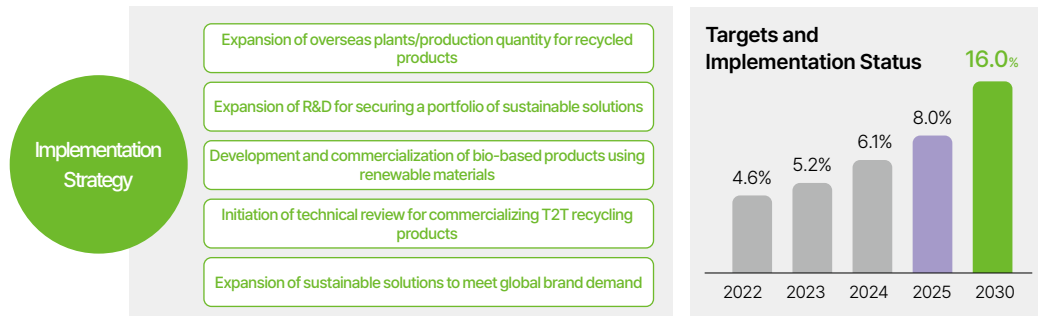 Implementation
Strategy
Expansion of overseas plants/production quantity for recycled
products
Expansion of R&D for securing a portfolio of sustainable solutions
Development and commercialization of bio-based products using
renewable materials
Initiation of technical review for commercializing T2T recycling
products
Expansion of sustainable solutions to meet global brand demand
Targets and
Implementation Status
4.6%
5.2%
6.1%
8.0%
16.0%
2022
2023
2024
2025
2030